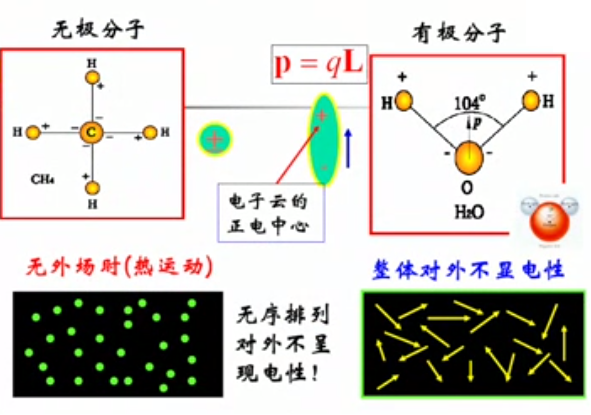 无极分子
有极分子
p = qL
H
+
H
+
-
C
-
+
H
-
-
+
H
CH₄
+
-
电子云的
正电中心
+
+
H
104°
H
p
-
-
O
H₂O
无外场时(热运动)
整体对外不显电性
无序排列
对外不呈
现电性!